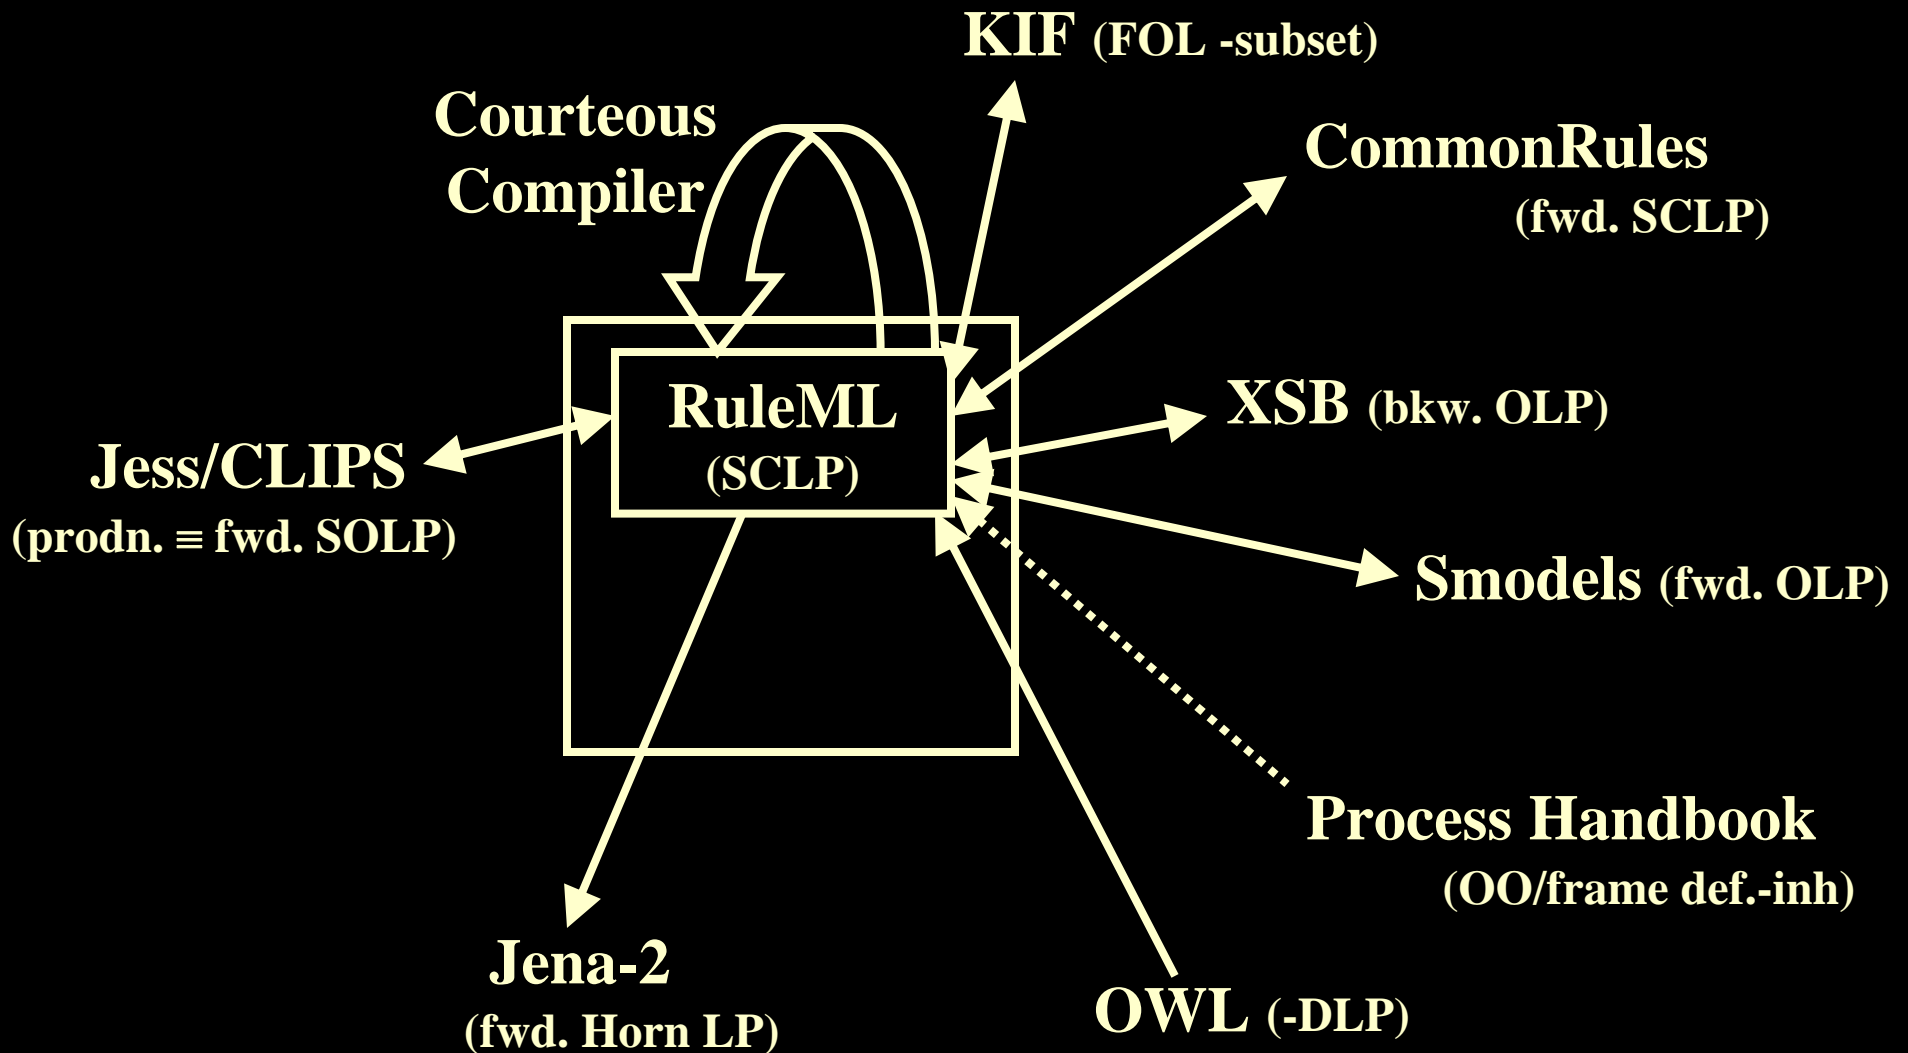 KIF (FOL -subset)
Courteous
Compiler
CommonRules
(fwd. SCLP)
RuleML
(SCLP)
XSB (bkw. OLP)
Jess/CLIPS
(prodn. ≡ fwd. SOLP)
Smodels (fwd. OLP)
Process Handbook
(OO/frame def.-inh)
Jena-2
(fwd. Horn LP)
OWL (-DLP)